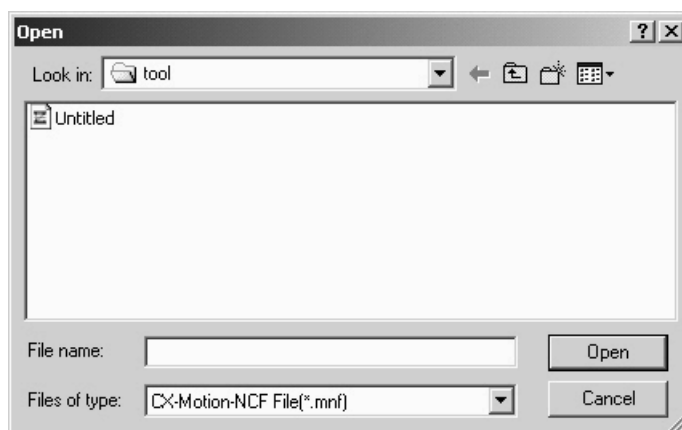 Open
Look in: tool
Untitled
File name: Open
Files of type: CX-Motion-NCF File(*.mnf) Cancel